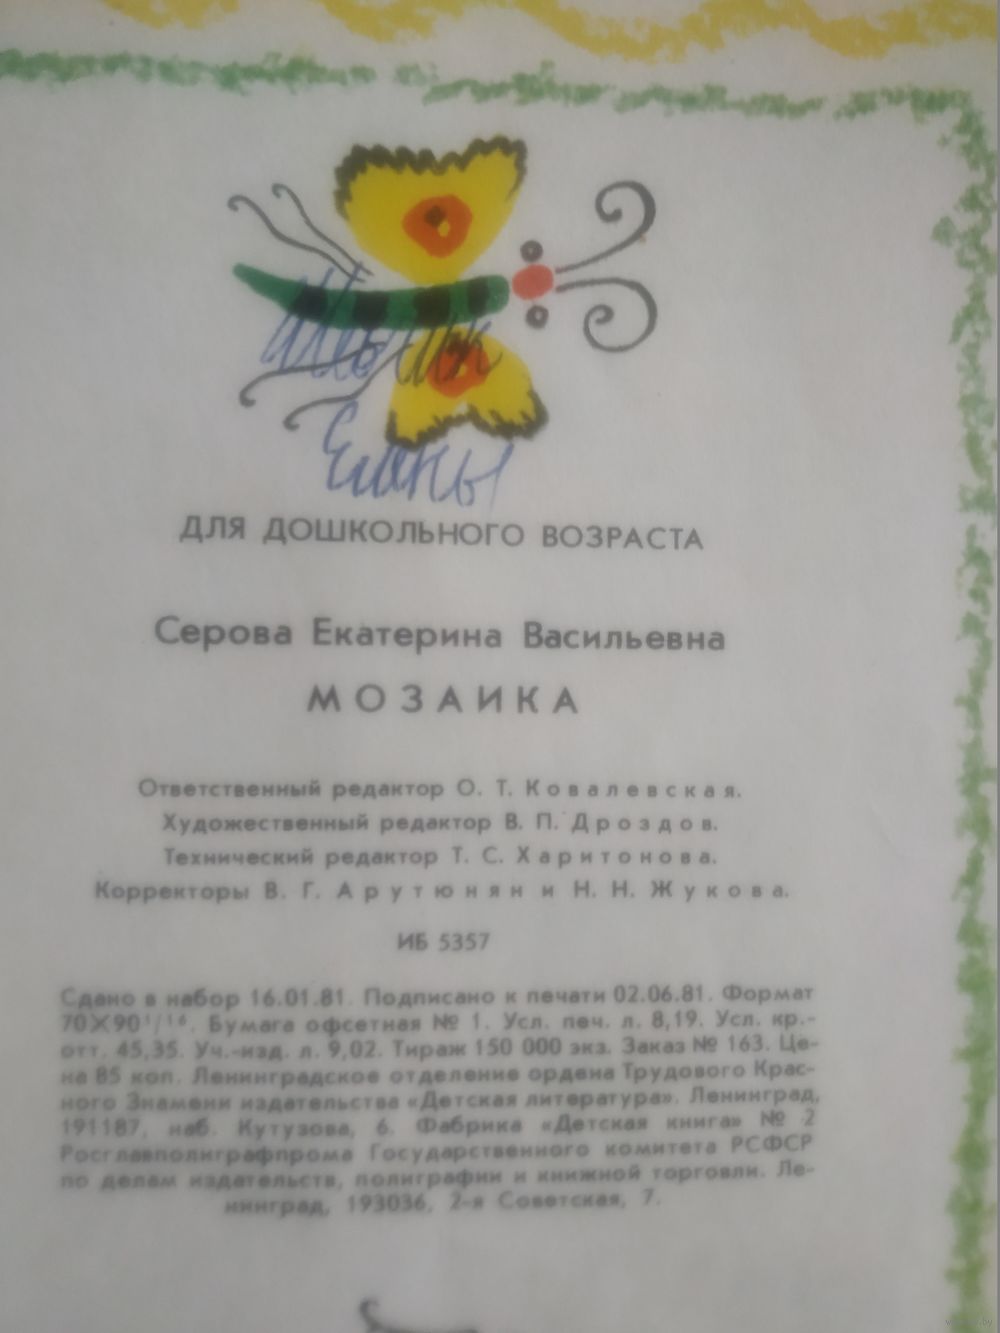 Елены
ДЛЯ ДОШКОЛЬНОГО ВОЗРАСТА
Серова Екатерина Васильевна
МОЗАИКА
Ответственный редактор О. Т. Ковалевская.
Художественный редактор В. П. Дроздов.
Технический редактор Т. С. Харитонова.
Корректоры В. Г. Арутюнян и Н. Н. Жукова.
ИБ 5357
Сдано в набор 16.01.81. Подписано к печати 02.06.81. Формат
70X90¹/¹⁶. Бумага офсетная № 1. Усл. печ. л. 8,19. Усл. кр.-
отт. 45,35. Уч.-изд. л. 9,02. Тираж 150 000 экз. Заказ № 163. Це-
на 85 коп. Ленинградское отделение ордена Трудового Крас-
ного Знамени издательства «Детская литература». Ленинград,
191187, наб. Кутузова, 6. Фабрика «Детская книга» № 2
Росглавполиграфпрома Государственного комитета РСФСР
по делам издательств, полиграфии и книжной торговли. Ле-
нинград, 193036, 2-я Советская, 7.